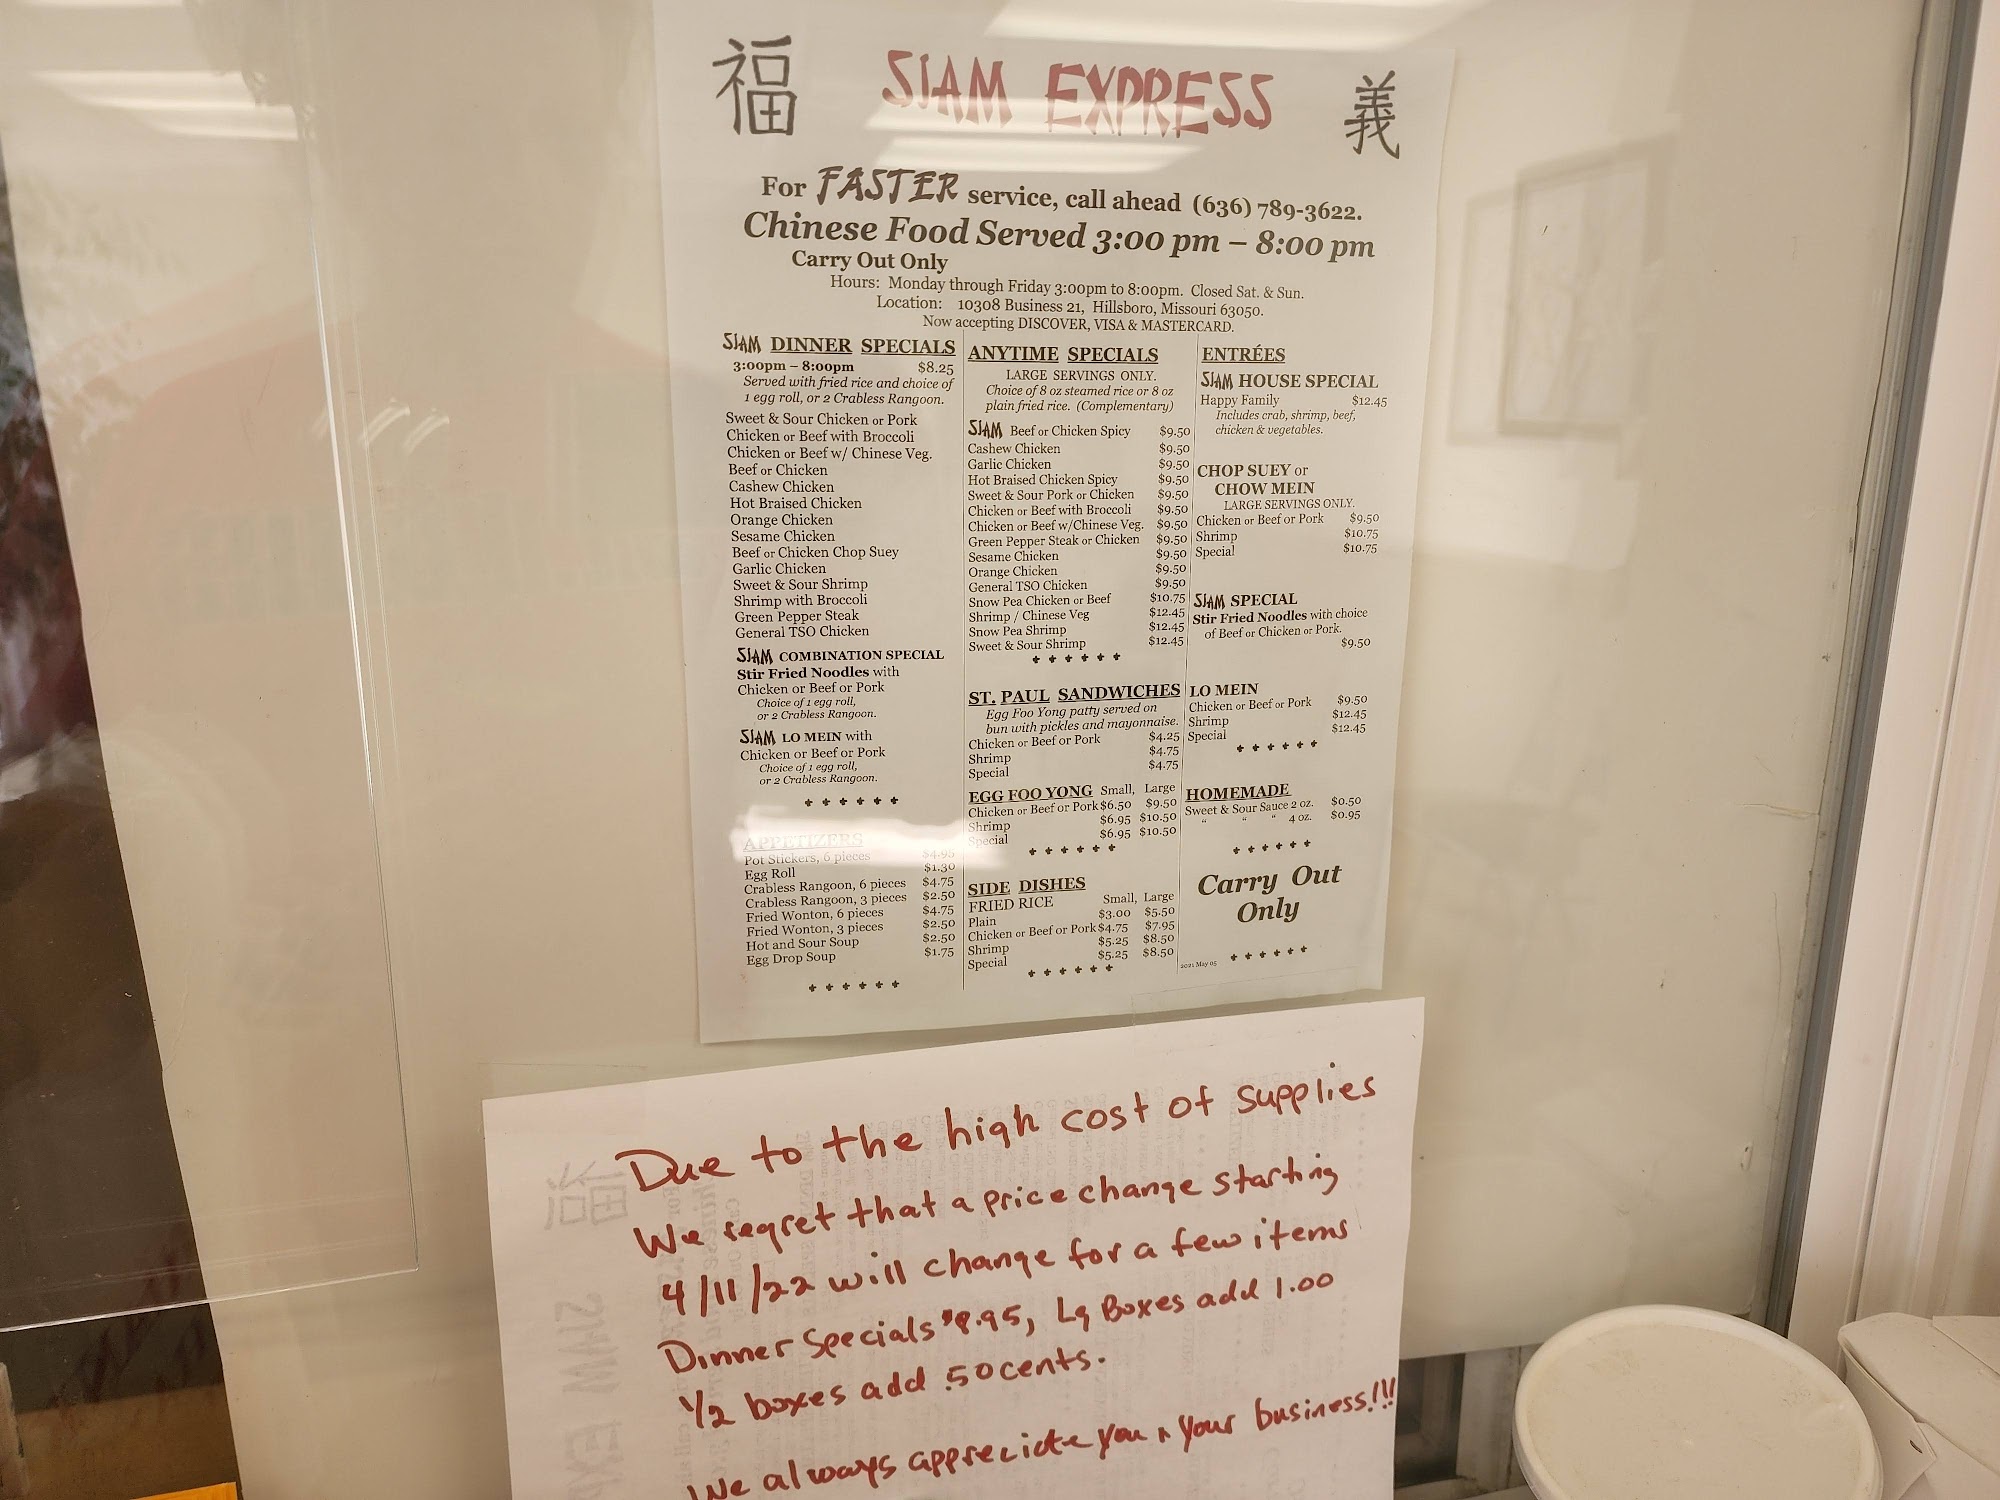 福 SIAM EXPRESS 義
For FASTER service, call ahead (636) 789-3622.
Chinese Food Served 3:00 pm – 8:00 pm
Carry Out Only
Hours: Monday through Friday 3:00pm to 8:00pm. Closed Sat. & Sun.
Location: 10308 Business 21, Hillsboro, Missouri 63050.
Now accepting DISCOVER, VISA & MASTERCARD.
SIAM DINNER SPECIALS
3:00pm – 8:00pm $8.25
Served with fried rice and choice of
1 egg roll, or 2 Crabless Rangoon.
Sweet & Sour Chicken or Pork
Chicken or Beef with Broccoli
Chicken or Beef w/ Chinese Veg.
Beef or Chicken
Cashew Chicken
Hot Braised Chicken
Orange Chicken
Sesame Chicken
Beef or Chicken Chop Suey
Garlic Chicken
Sweet & Sour Shrimp
Shrimp with Broccoli
Green Pepper Steak
General TSO Chicken
SIAM COMBINATION SPECIAL
Stir Fried Noodles with
Chicken or Beef or Pork
Choice of 1 egg roll,
or 2 Crabless Rangoon.
SIAM LO MEIN with
Chicken or Beef or Pork
Choice of 1 egg roll,
or 2 Crabless Rangoon.
APPETIZERS
Pot Stickers, 6 pieces $4.95
Egg Roll $1.30
Crabless Rangoon, 6 pieces $4.75
Crabless Rangoon, 3 pieces $2.50
Fried Wonton, 6 pieces $4.75
Fried Wonton, 3 pieces $2.50
Hot and Sour Soup $2.50
Egg Drop Soup $1.75
ANYTIME SPECIALS
LARGE SERVINGS ONLY.
Choice of 8 oz steamed rice or 8 oz
plain fried rice. (Complementary)
SIAM Beef or Chicken Spicy $9.50
Cashew Chicken $9.50
Garlic Chicken $9.50
Hot Braised Chicken Spicy $9.50
Sweet & Sour Pork or Chicken $9.50
Chicken or Beef with Broccoli $9.50
Chicken or Beef w/Chinese Veg. $9.50
Green Pepper Steak or Chicken $9.50
Sesame Chicken $9.50
Orange Chicken $9.50
General TSO Chicken $9.50
Snow Pea Chicken or Beef $10.75
Shrimp / Chinese Veg $12.45
Snow Pea Shrimp $12.45
Sweet & Sour Shrimp $12.45
ST. PAUL SANDWICHES
Egg Foo Yong patty served on
bun with pickles and mayonnaise.
Chicken or Beef or Pork $4.25
Shrimp $4.75
Special $4.75
EGG FOO YONG Small, Large
Chicken or Beef or Pork $6.50 $9.50
Shrimp $6.95 $10.50
Special $6.95 $10.50
SIDE DISHES
FRIED RICE Small, Large
Plain $3.00 $5.50
Chicken or Beef or Pork $4.75 $7.95
Shrimp $5.25 $8.50
Special $5.25 $8.50
ENTRÉES
SIAM HOUSE SPECIAL
Happy Family $12.45
Includes crab, shrimp, beef,
chicken & vegetables.
CHOP SUEY or
CHOW MEIN
LARGE SERVINGS ONLY.
Chicken or Beef or Pork $9.50
Shrimp $10.75
Special $10.75
SIAM SPECIAL
Stir Fried Noodles with choice
of Beef or Chicken or Pork.
$9.50
LO MEIN
Chicken or Beef or Pork $9.50
Shrimp $12.45
Special $12.45
HOMEMADE
Sweet & Sour Sauce 2 oz. $0.50
" " " 4 oz. $0.95
Carry Out
Only
2021 May 05
Due to the high cost of supplies
We regret that a price change starting
4/11/22 will change for a few items
Dinner Specials $8.95, Lg Boxes add 1.00
1/2 boxes add .50 cents.
We always appreciate you & your business!!!